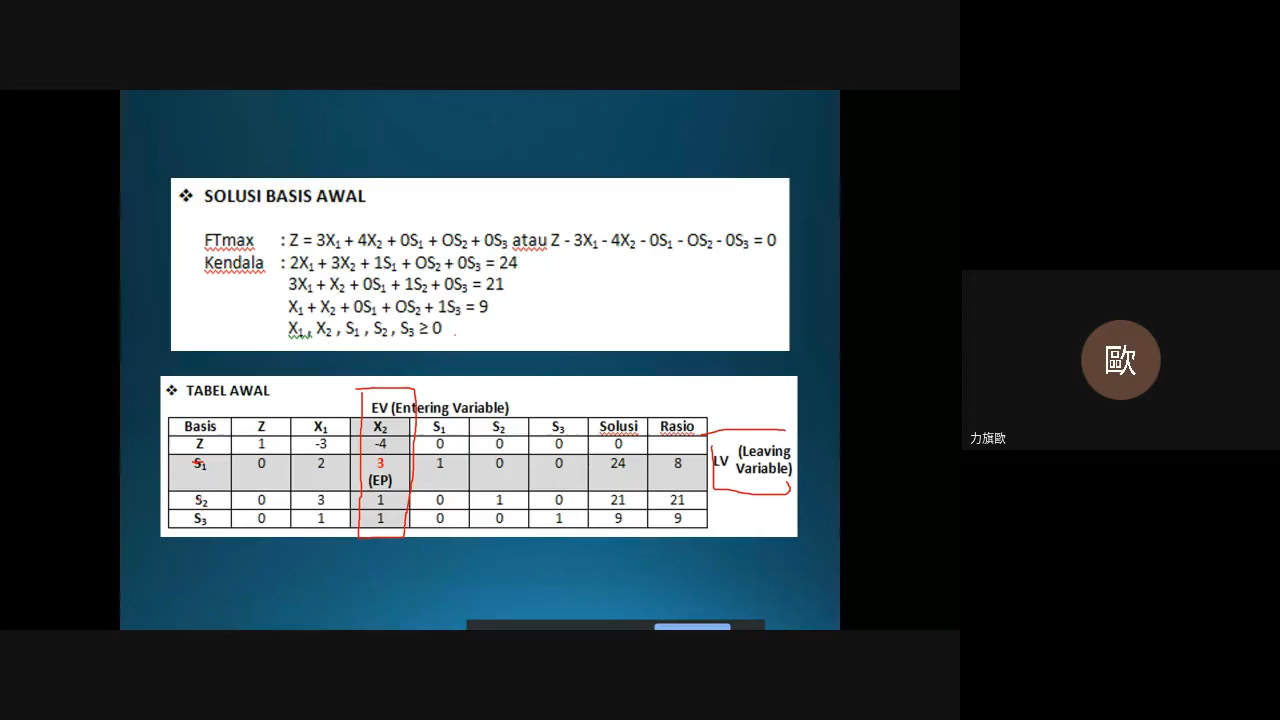 ❖ SOLUSI BASIS AWAL
FTmax : Z = 3X₁ + 4X₂ + 0S₁ + OS₂ + 0S₃ atau Z - 3X₁ - 4X₂ - 0S₁ - OS₂ - 0S₃ = 0
Kendala : 2X₁ + 3X₂ + 1S₁ + OS₂ + 0S₃ = 24
3X₁ + X₂ + 0S₁ + 1S₂ + 0S₃ = 21
X₁ + X₂ + 0S₁ + OS₂ + 1S₃ = 9
X₁, X₂ , S₁ , S₂ , S₃ ≥ 0 .
❖ TABEL AWAL
EV (Entering Variable)
Basis Z X₁ X₂ S₁ S₂ S₃ Solusi Rasio
Z 1 -3 -4 0 0 0 0
S₁ 0 2 3 1 0 0 24 8
(EP)
LV (Leaving Variable)
S₂ 0 3 1 0 1 0 21 21
S₃ 0 1 1 0 0 1 9 9
歐
力旗歐